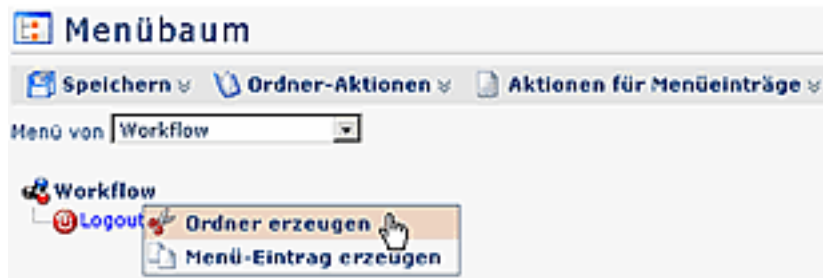 Menübaum
Speichern Ordner-Aktionen Aktionen für Menüeinträge
Menü von Workflow
Workflow
Logout Ordner erzeugen
Menü-Eintrag erzeugen